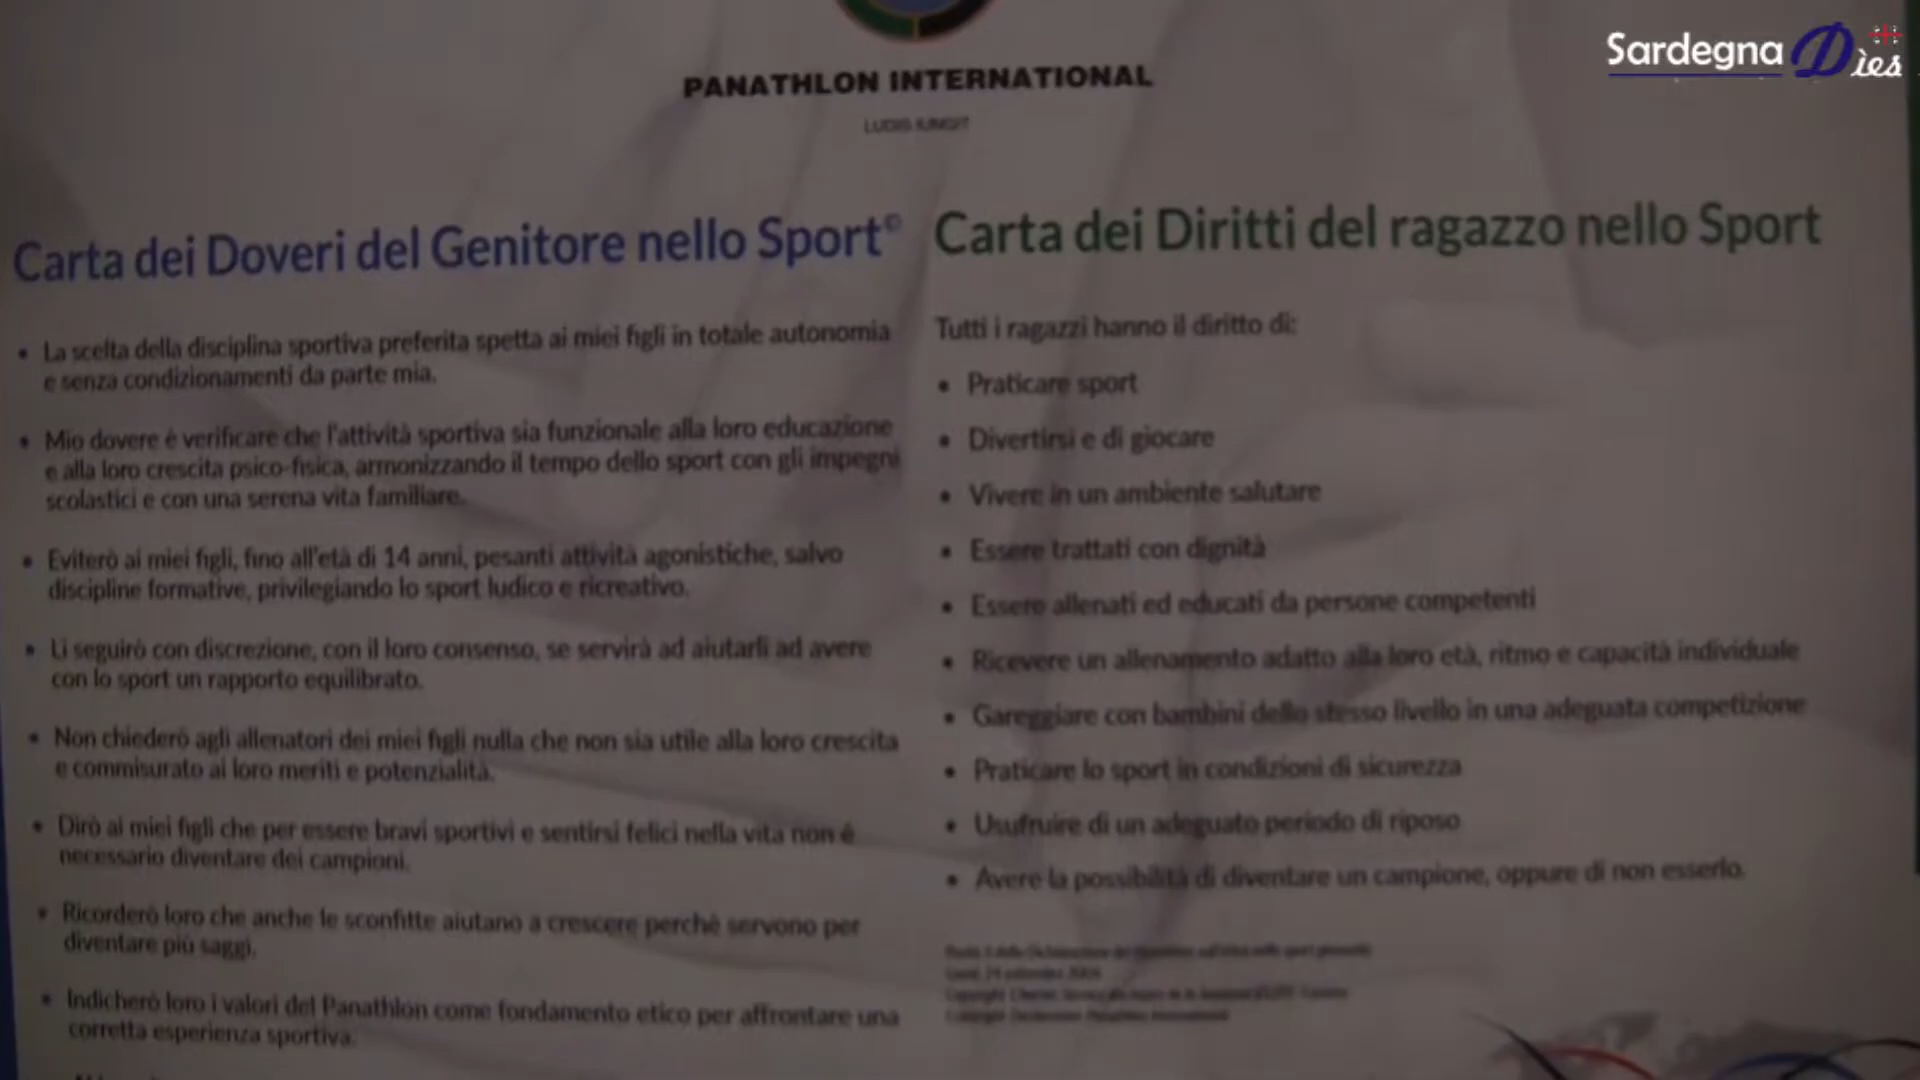 Sardegna Dìes
PANATHLON INTERNATIONAL
LUDIS IUNGIT
Carta dei Doveri del Genitore nello Sport©
• La scelta della disciplina sportiva preferita spetta ai miei figli in totale autonomia
e senza condizionamenti da parte mia.
• Mio dovere è verificare che l'attività sportiva sia funzionale alla loro educazione
e alla loro crescita psico-fisica, armonizzando il tempo dello sport con gli impegni
scolastici e con una serena vita familiare.
• Eviterò ai miei figli, fino all'età di 14 anni, pesanti attività agonistiche, salvo
discipline formative, privilegiando lo sport ludico e ricreativo.
• Li seguirò con discrezione, con il loro consenso, se servirà ad aiutarli ad avere
con lo sport un rapporto equilibrato.
• Non chiederò agli allenatori dei miei figli nulla che non sia utile alla loro crescita
e commisurato ai loro meriti e potenzialità.
• Dirò ai miei figli che per essere bravi sportivi e sentirsi felici nella vita non è
necessario diventare dei campioni.
• Ricorderò loro che anche le sconfitte aiutano a crescere perchè servono per
diventare più saggi.
• Indicherò loro i valori del Panathlon come fondamento etico per affrontare una
corretta esperienza sportiva.
Carta dei Diritti del ragazzo nello Sport
Tutti i ragazzi hanno il diritto di:
• Praticare sport
• Divertirsi e di giocare
• Vivere in un ambiente salutare
• Essere trattati con dignità
• Essere allenati ed educati da persone competenti
• Ricevere un allenamento adatto alla loro età, ritmo e capacità individuale
• Gareggiare con bambini dello stesso livello in una adeguata competizione
• Praticare lo sport in condizioni di sicurezza
• Usufruire di un adeguato periodo di riposo
• Avere la possibilità di diventare un campione, oppure di non esserlo.